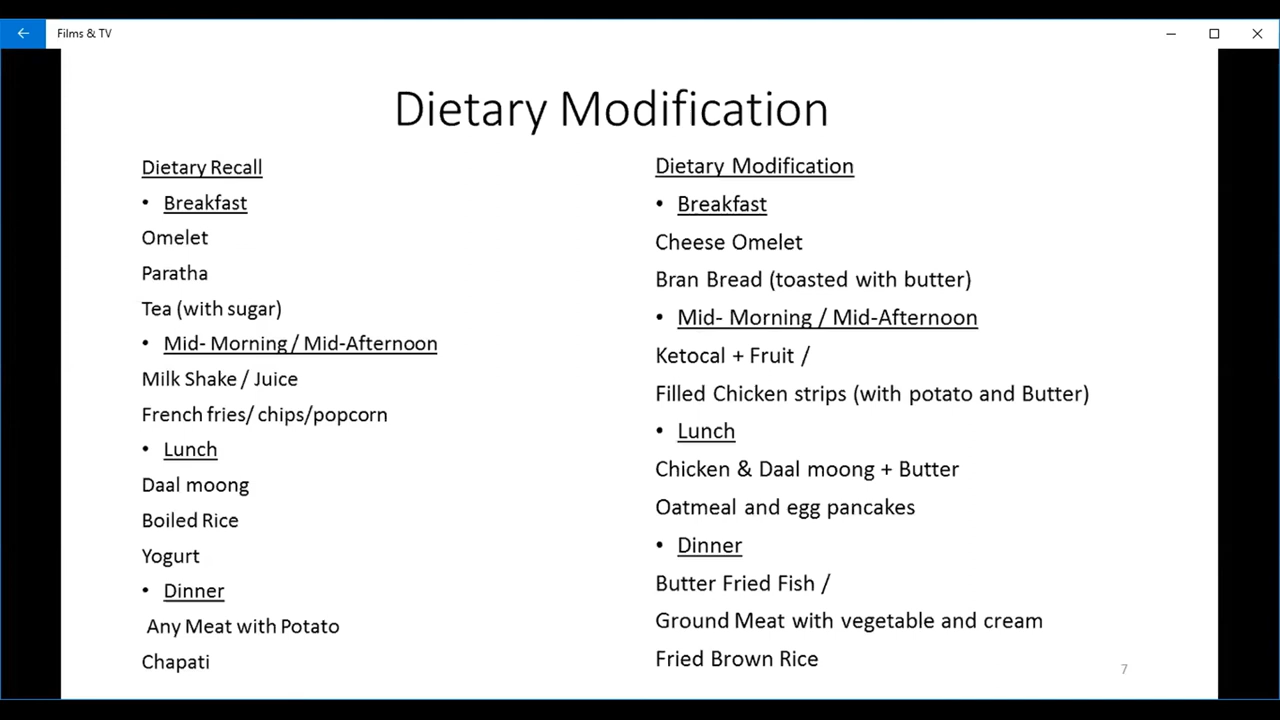 Films & TV
Dietary Modification
Dietary Recall
• Breakfast
Omelet
Paratha
Tea (with sugar)
• Mid- Morning / Mid-Afternoon
Milk Shake / Juice
French fries/ chips/popcorn
• Lunch
Daal moong
Boiled Rice
Yogurt
• Dinner
Any Meat with Potato
Chapati
Dietary Modification
• Breakfast
Cheese Omelet
Bran Bread (toasted with butter)
• Mid- Morning / Mid-Afternoon
Ketocal + Fruit /
Filled Chicken strips (with potato and Butter)
• Lunch
Chicken & Daal moong + Butter
Oatmeal and egg pancakes
• Dinner
Butter Fried Fish /
Ground Meat with vegetable and cream
Fried Brown Rice
7